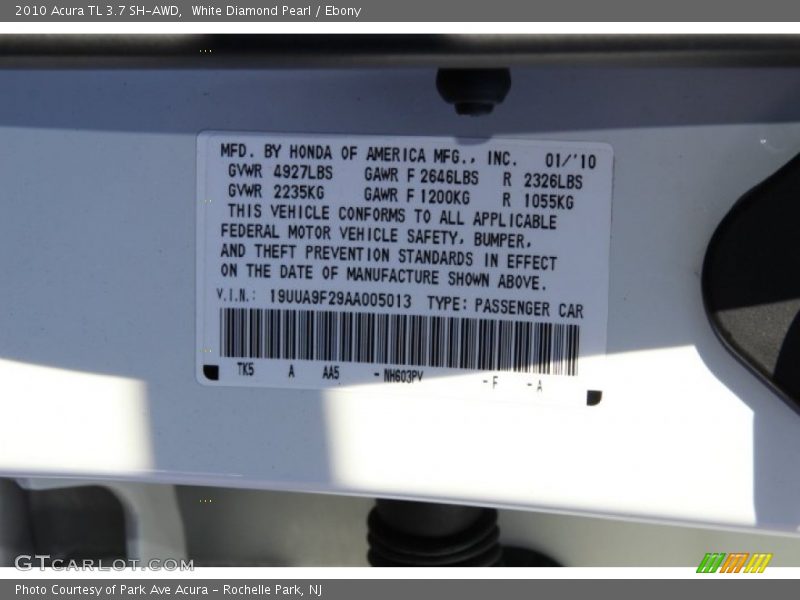 2010 Acura TL 3.7 SH-AWD,  White Diamond Pearl / Ebony
MFD. BY HONDA OF AMERICA MFG., INC. 01/'10
GVWR 4927LBS GAWR F 2646LBS R 2326LBS
GVWR 2235KG GAWR F 1200KG R 1055KG
THIS VEHICLE CONFORMS TO ALL APPLICABLE
FEDERAL MOTOR VEHICLE SAFETY, BUMPER,
AND THEFT PREVENTION STANDARDS IN EFFECT
ON THE DATE OF MANUFACTURE SHOWN ABOVE.
V.I.N.: 19UUA9F29AA005013 TYPE: PASSENGER CAR
TK5 A AA5 -NH603PY -F -A
GTCarLot.com
Photo Courtesy of Park Ave Acura - Rochelle Park, NJ